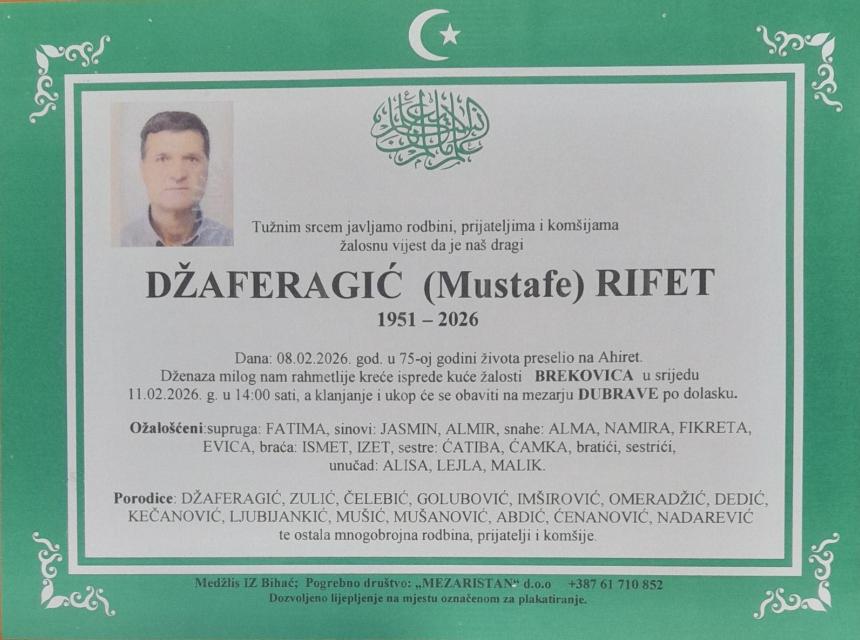 Tužnim srcem javljamo rodbini, prijateljima i komšijama
žalosnu vijest da je naš dragi
DŽAFERAGIĆ (Mustafe) RIFET
1951 – 2026
Dana: 08.02.2026. god. u 75-oj godini života preselio na Ahiret.
Dženaza milog nam rahmetlije kreće isprede kuće žalosti BREKOVICA u srijedu
11.02.2026. g. u 14:00 sati, a klanjanje i ukop će se obaviti na mezarju DUBRAVE po dolasku.
Ožalošćeni:supruga: FATIMA, sinovi: JASMIN, ALMIR, snahe: ALMA, NAMIRA, FIKRETA,
EVICA, braća: ISMET, IZET, sestre: ĆATIBA, ĆAMKA, bratići, sestrići,
unučad: ALISA, LEJLA, MALIK.
Porodice: DŽAFERAGIĆ, ZULIĆ, ČELEBIĆ, GOLUBOVIĆ, IMŠIROVIĆ, OMERADŽIĆ, DEDIĆ,
KEČANOVIĆ, LJUBIJANKIĆ, MUŠIĆ, MUŠANOVIĆ, ABDIĆ, ĆENANOVIĆ, NADAREVIĆ
te ostala mnogobrojna rodbina, prijatelji i komšije.
Medžlis IZ Bihać; Pogrebno društvo: „MEZARISTAN“ d.o.o +387 61 710 852
Dozvoljeno lijepljenje na mjestu označenom za plakatiranje.